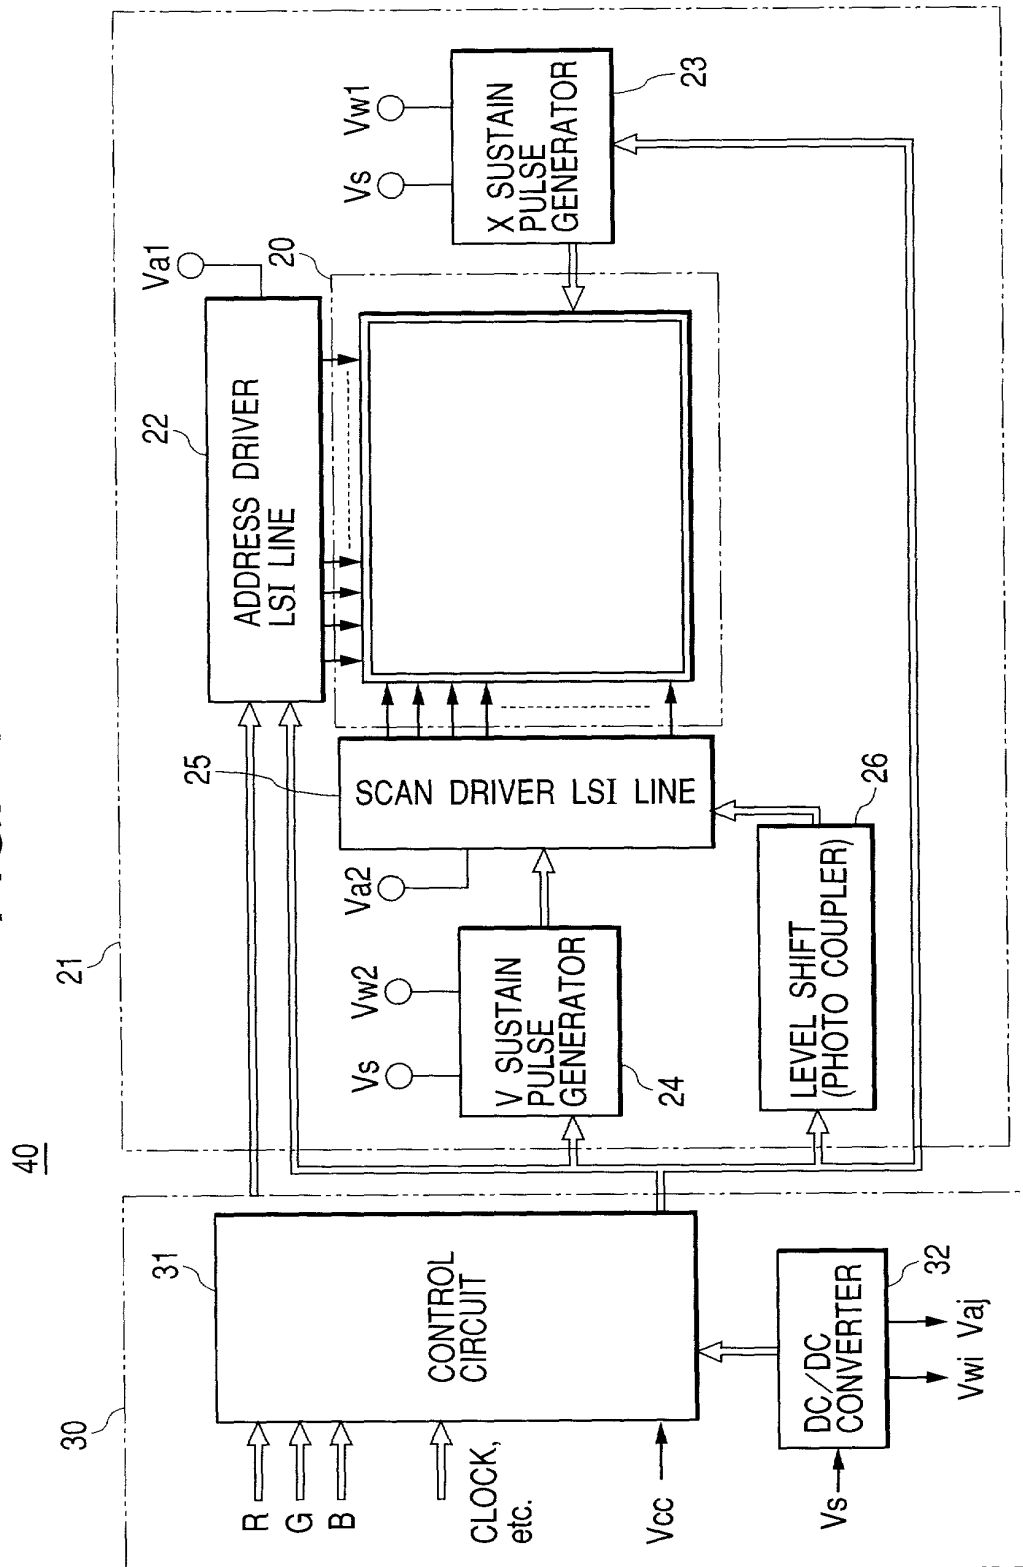 40
21
Va1
22
ADDRESS DRIVER
LSI LINE
20
Vs
Vw1
X SUSTAIN
PULSE
GENERATOR
23
25
SCAN DRIVER LSI LINE
Va2
Vs
Vw2
V SUSTAIN
PULSE
GENERATOR
24
26
LEVEL SHIFT
(PHOTO COUPLER)
30
31
CONTROL
CIRCUIT
R
G
B
CLOCK,
etc.
Vcc
Vs
DC/DC
CONVERTER
32
Vwi
Vaj